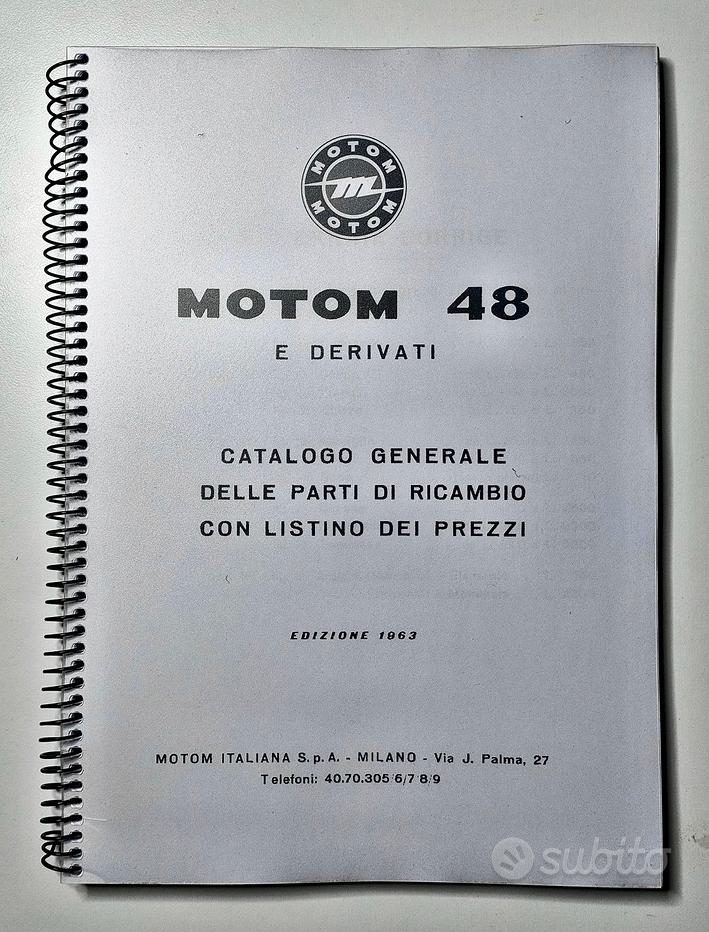 MOTOM
MOTOM
MOTOM 48
E DERIVATI
CATALOGO GENERALE
DELLE PARTI DI RICAMBIO
CON LISTINO DEI PREZZI
EDIZIONE 1963
MOTOM ITALIANA S.p.A. - MILANO - Via J. Palma, 27
Telefoni: 40.70.305/6/7/8/9
subito